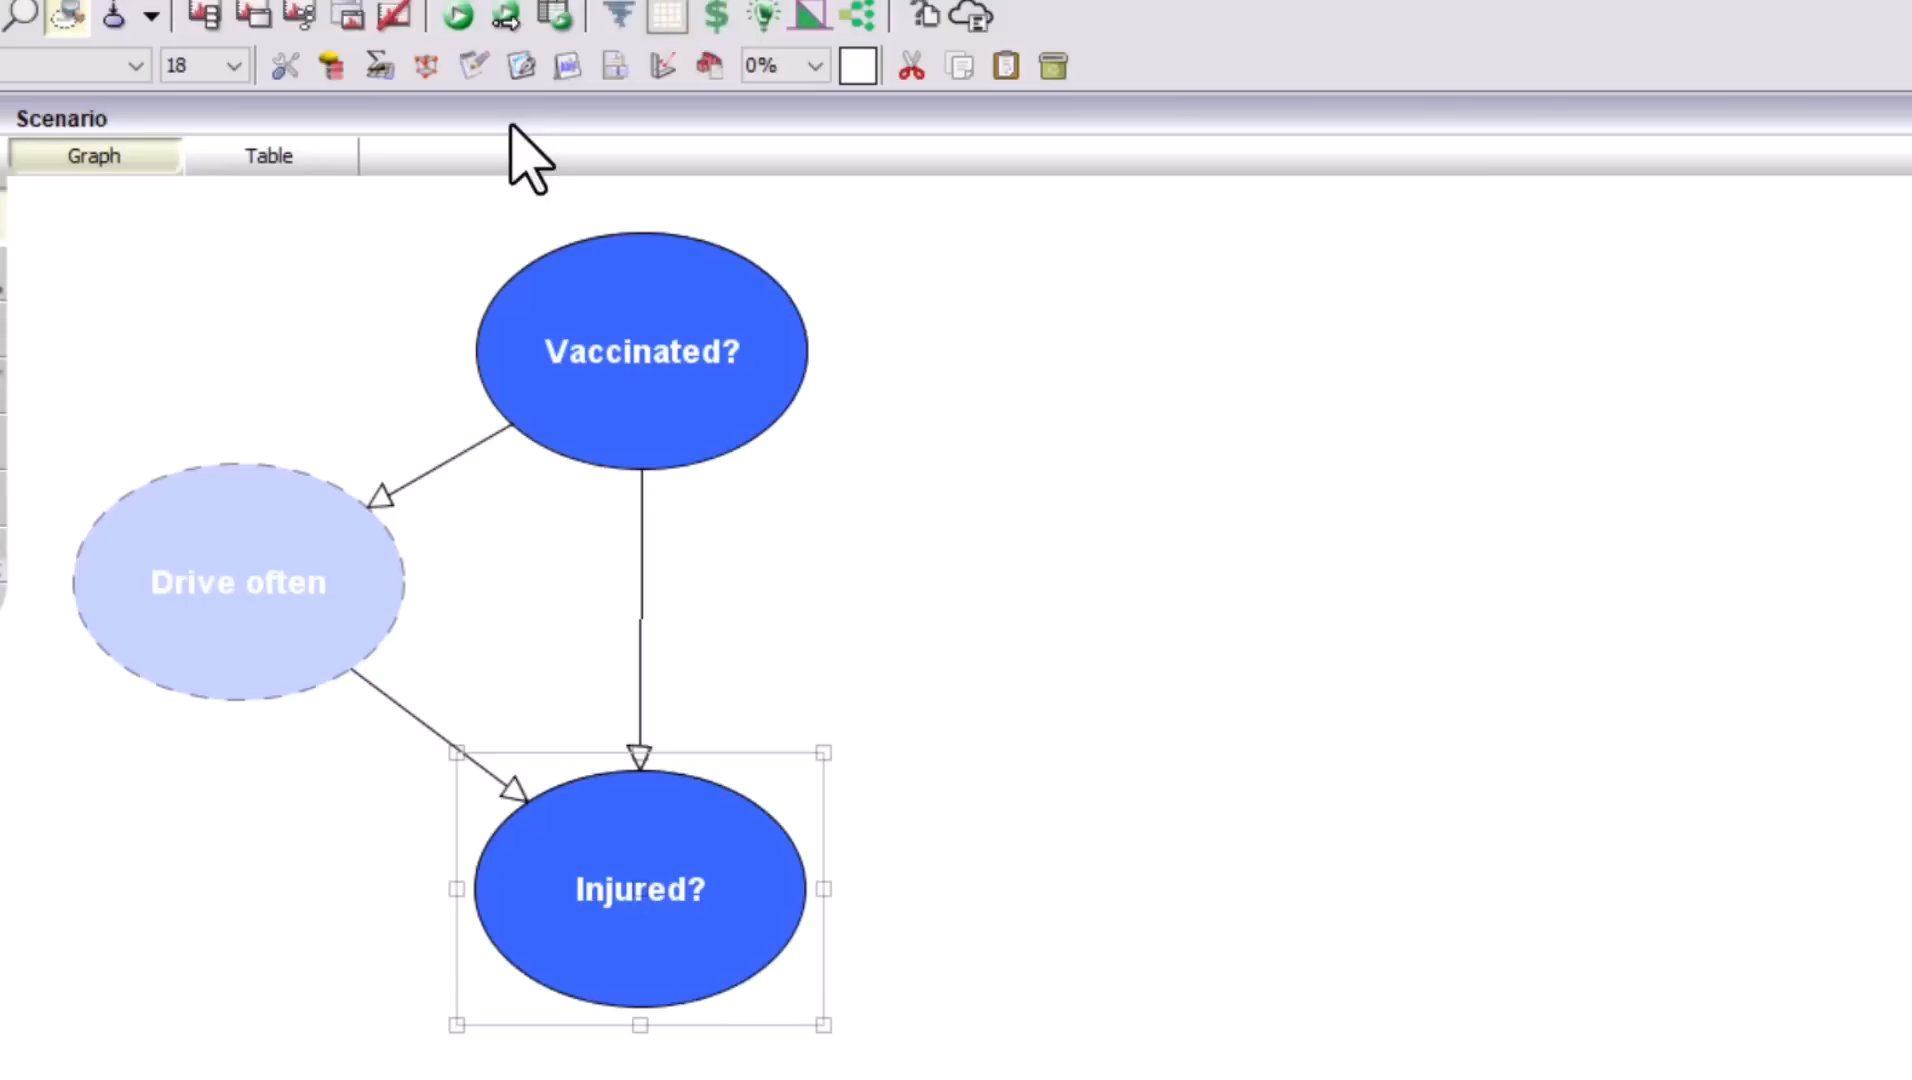 18
0%
Scenario
Graph
Table
Vaccinated?
Drive often
Injured?